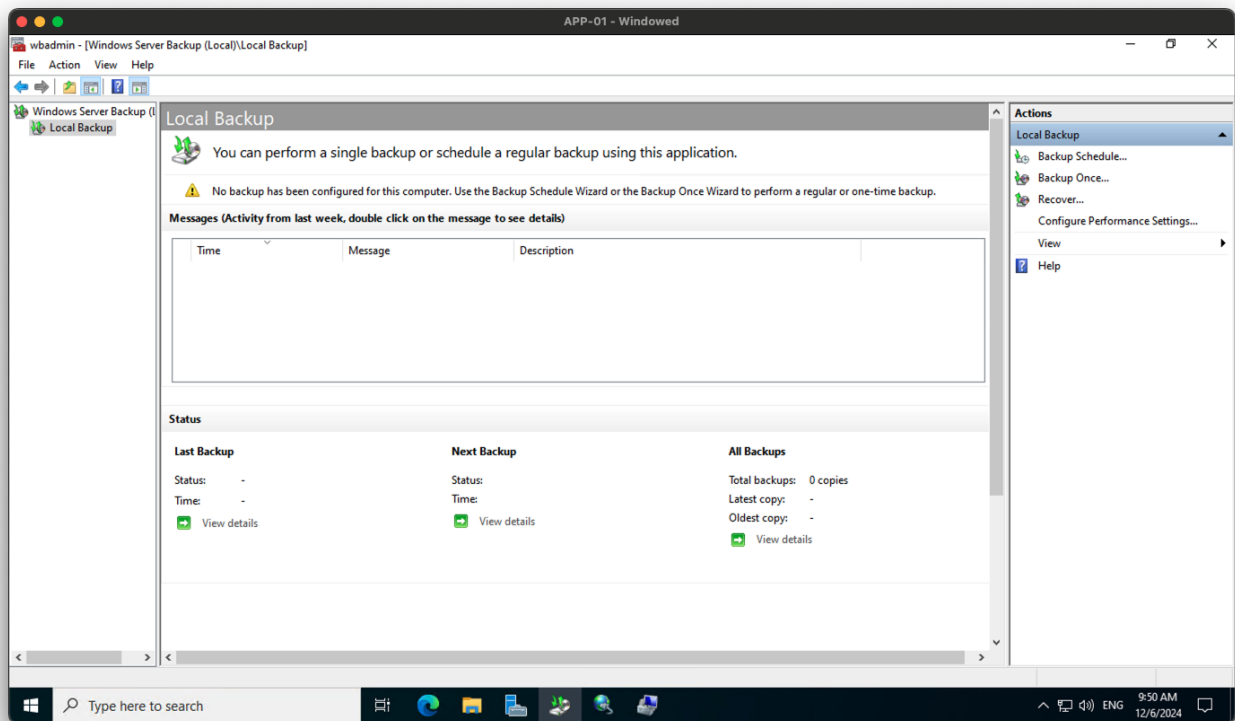 APP-01 - Windowed
wbadmin - [Windows Server Backup (Local)\Local Backup]
File Action View Help
Windows Server Backup (L
Local Backup
Local Backup
You can perform a single backup or schedule a regular backup using this application.
No backup has been configured for this computer. Use the Backup Schedule Wizard or the Backup Once Wizard to perform a regular or one-time backup.
Messages (Activity from last week, double click on the message to see details)
Time Message Description
Status
Last Backup
Status: -
Time: -
View details
Next Backup
Status:
Time:
View details
All Backups
Total backups: 0 copies
Latest copy: -
Oldest copy: -
View details
Actions
Local Backup
Backup Schedule...
Backup Once...
Recover...
Configure Performance Settings...
View
Help
Type here to search
ENG
9:50 AM
12/6/2024